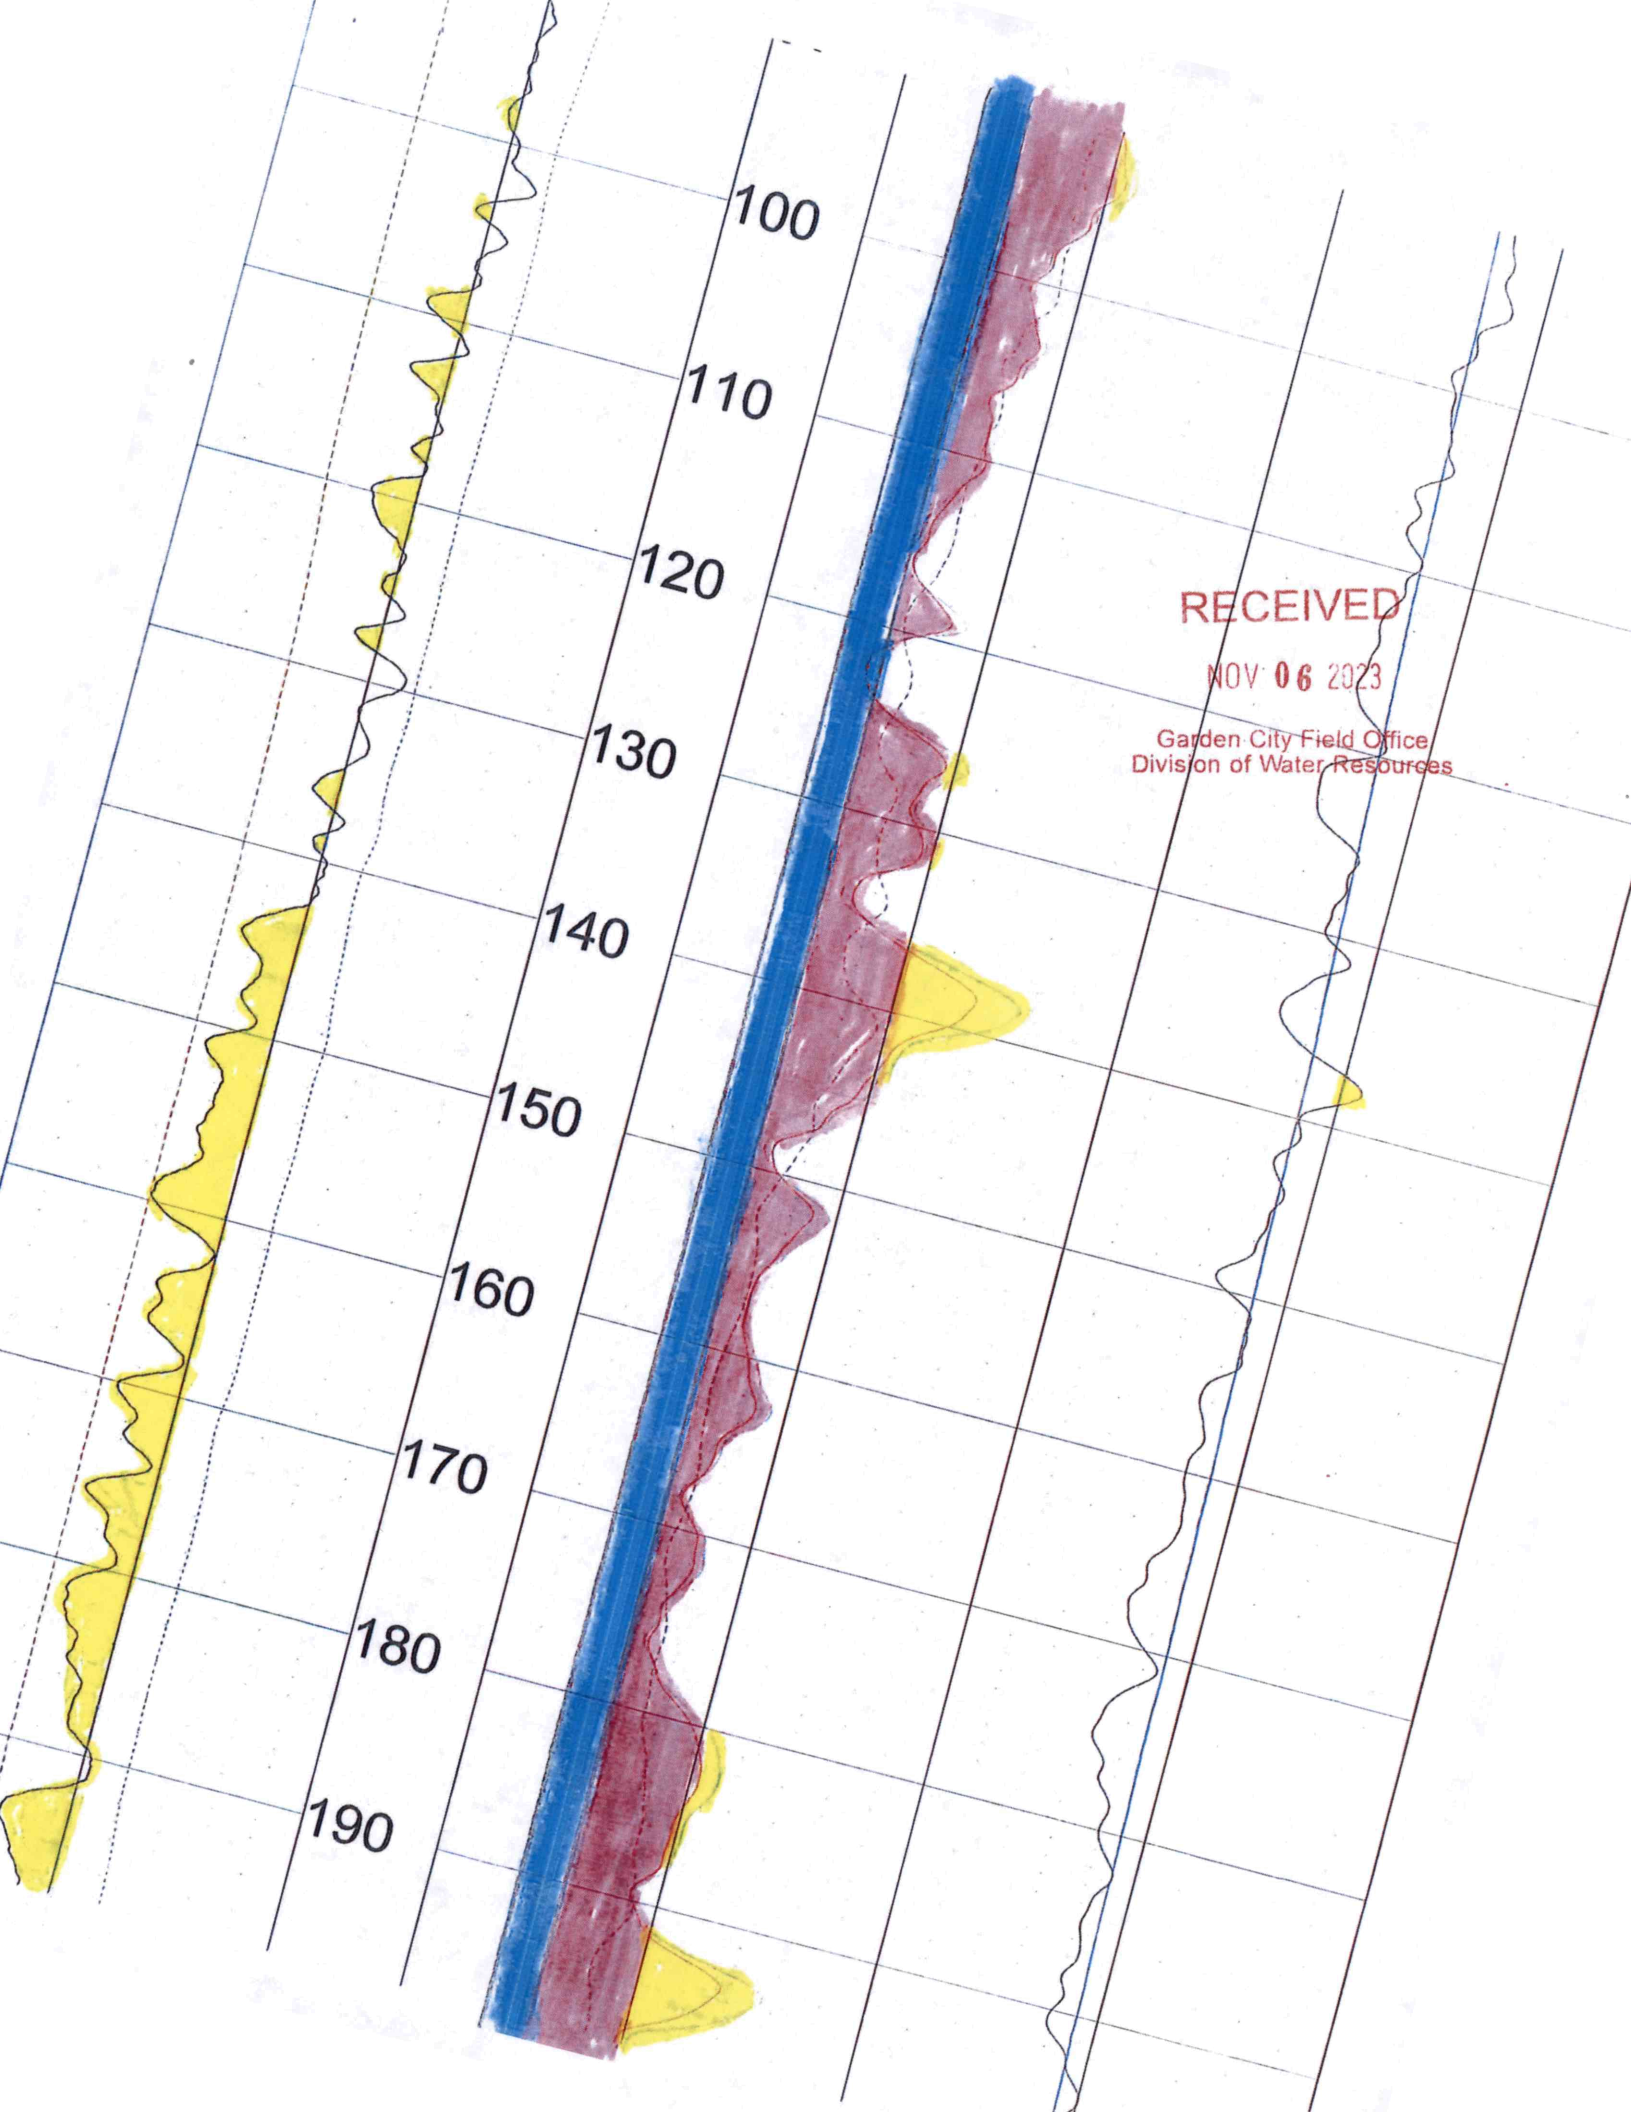 100
110
120
RECEIVED
NOV 06 2023
Garden City Field Office
Division of Water Resources
130
140
150
160
170
180
190